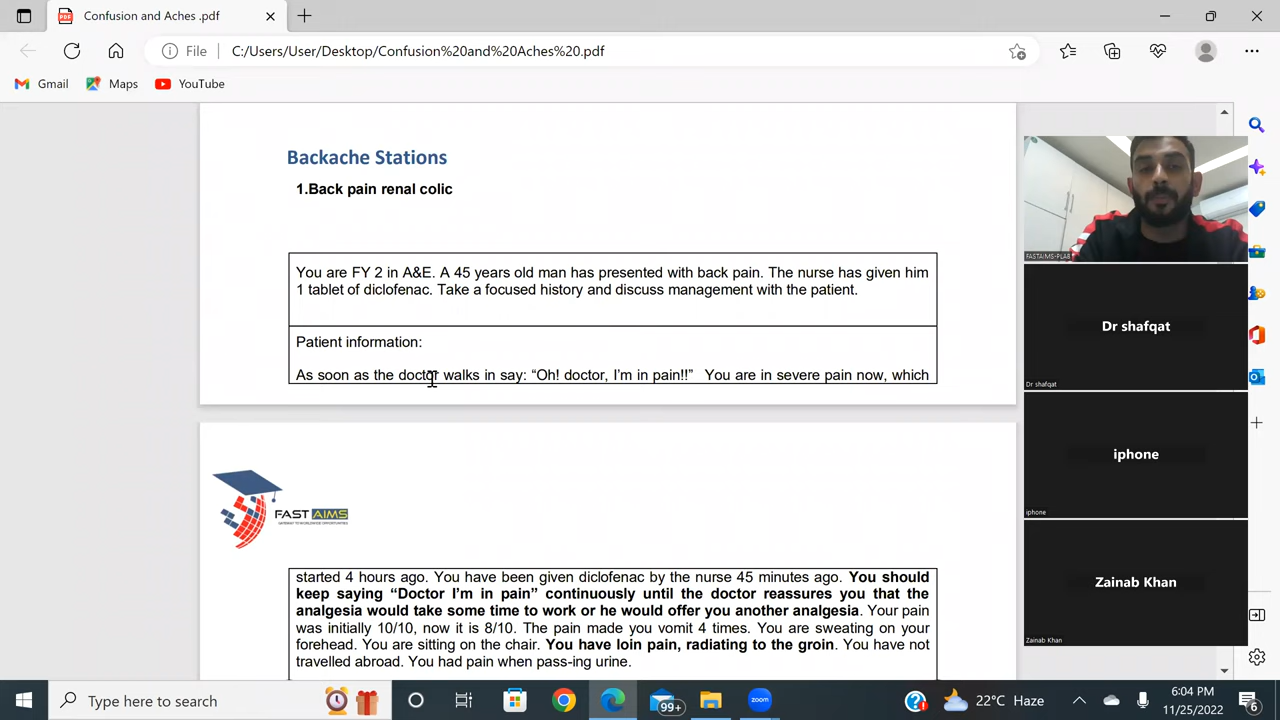 Confusion and Aches .pdf
File
C:/Users/User/Desktop/Confusion%20and%20Aches%20.pdf
Gmail
Maps
YouTube
Backache Stations
1.Back pain renal colic
You are FY 2 in A&E. A 45 years old man has presented with back pain. The nurse has given him
1 tablet of diclofenac. Take a focused history and discuss management with the patient.
Patient information:
As soon as the doctor walks in say: “Oh! doctor, I’m in pain!!” You are in severe pain now, which
FAST AIMS
GATEWAY TO WORLDWIDE OPPORTUNITIES
started 4 hours ago. You have been given diclofenac by the nurse 45 minutes ago. You should
keep saying “Doctor I’m in pain” continuously until the doctor reassures you that the
analgesia would take some time to work or he would offer you another analgesia. Your pain
was initially 10/10, now it is 8/10. The pain made you vomit 4 times. You are sweating on your
forehead. You are sitting on the chair. You have loin pain, radiating to the groin. You have not
travelled abroad. You had pain when pass-ing urine.
FASTAIMS-PLAB
Dr shafqat
Dr shafqat
iphone
iphone
Zainab Khan
Zainab Khan
Type here to search
99+
zoom
22°C Haze
6:04 PM
11/25/2022
6